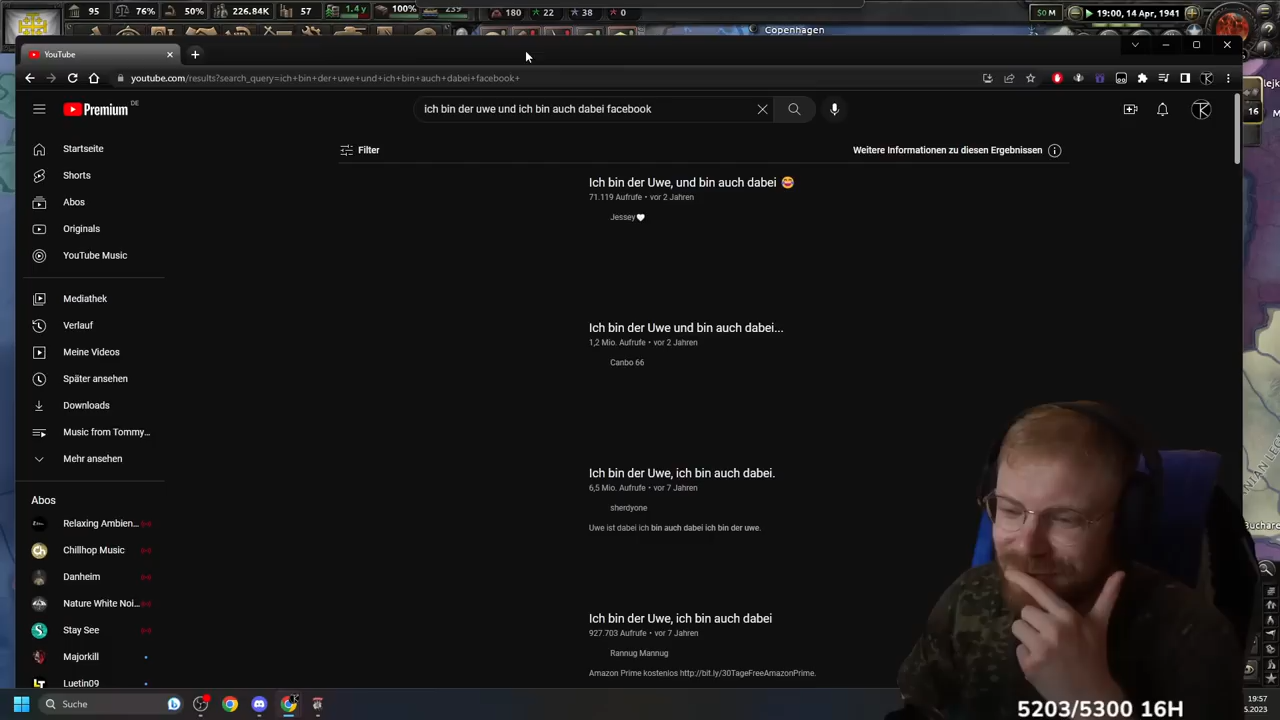 95 76% 50% 226.84K 57 1.4y 100% 239 180 22 38 0
$0M 19:00, 14 Apr, 1941
Copenhagen
YouTube
youtube.com/results?search_query=ich+bin+der+uwe+und+ich+bin+auch+dabei+facebook+
Premium DE
ich bin der uwe und ich bin auch dabei facebook
Startseite
Shorts
Abos
Originals
YouTube Music
Mediathek
Verlauf
Meine Videos
Später ansehen
Downloads
Music from Tommy...
Mehr ansehen
Abos
Relaxing Ambien...
Chillhop Music
Danheim
Nature White Noi...
Stay See
Majorkill
Luetin09
Filter
Weitere Informationen zu diesen Ergebnissen
Ich bin der Uwe, und bin auch dabei 😂
71.119 Aufrufe • vor 2 Jahren
Jessey🤍
Ich bin der Uwe und bin auch dabei...
1,2 Mio. Aufrufe • vor 2 Jahren
Canbo 66
Ich bin der Uwe, ich bin auch dabei.
6,5 Mio. Aufrufe • vor 7 Jahren
sherdyone
Uwe ist dabei ich bin auch dabei ich bin der uwe.
Ich bin der Uwe, ich bin auch dabei
927.703 Aufrufe • vor 7 Jahren
Rannug Mannug
Amazon Prime kostenlos http://bit.ly/30TageFreeAmazonPrime.
16
Suche
19:57
5.2023
5203/5300 16H